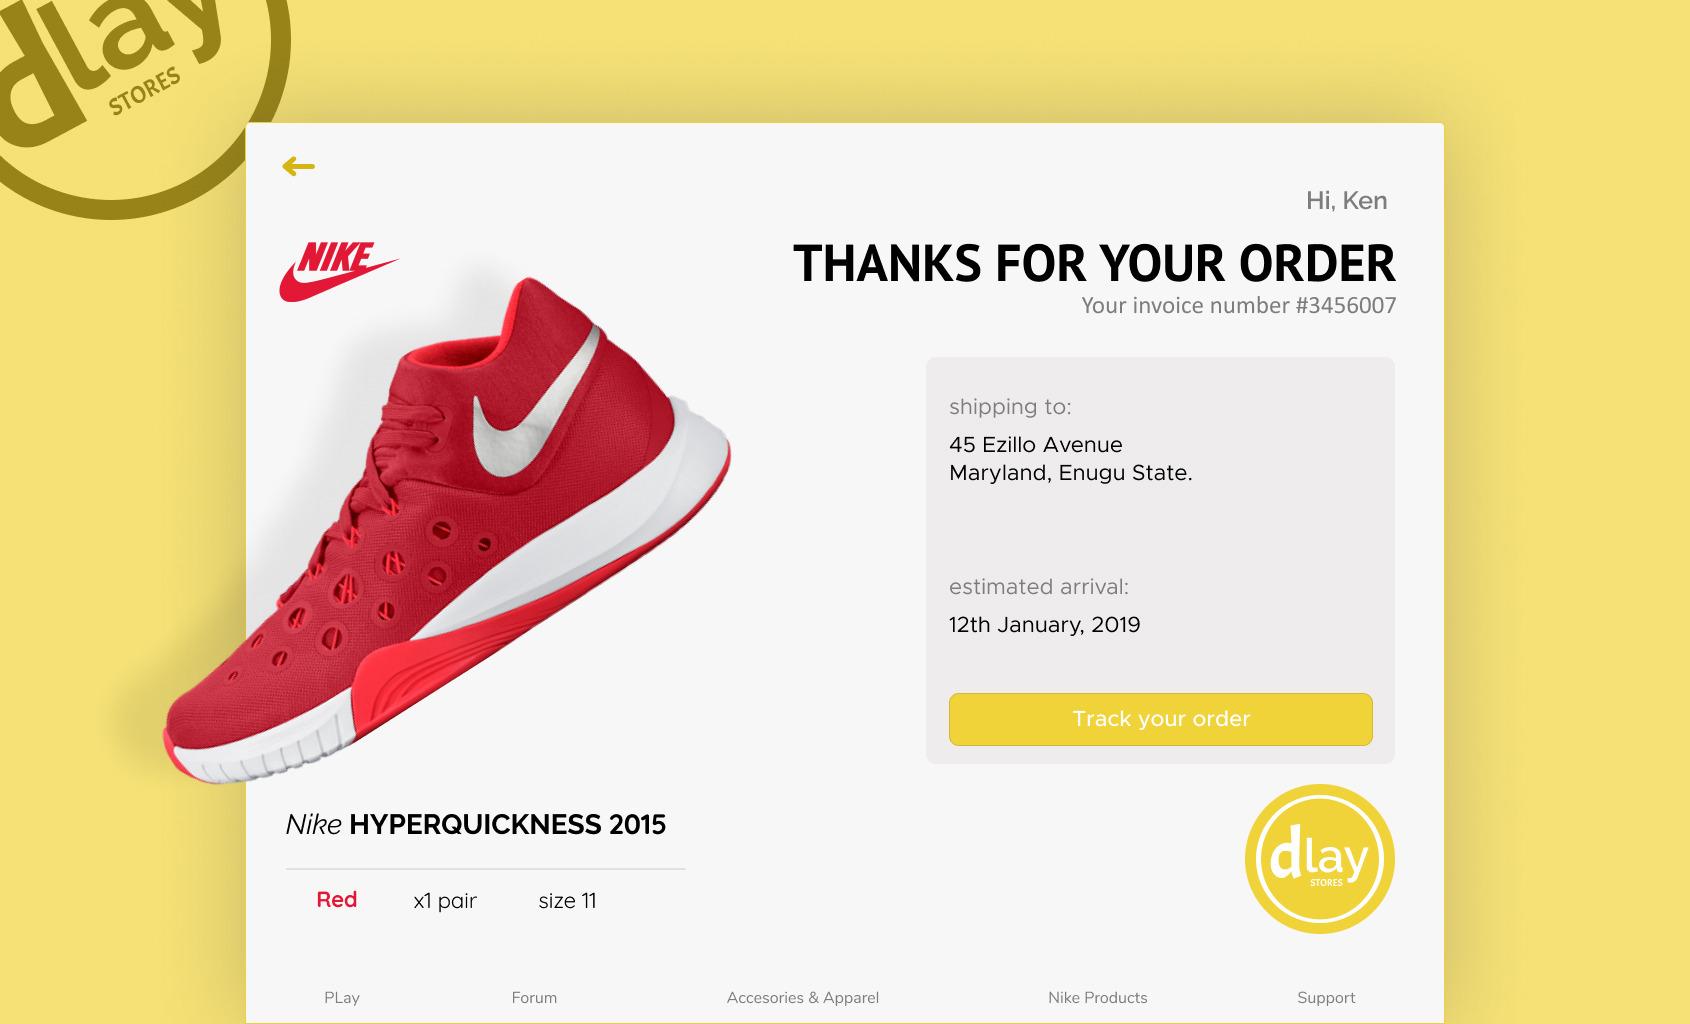 dlay
STORES
Hi, Ken
NIKE
THANKS FOR YOUR ORDER
Your invoice number #3456007
shipping to:
45 Ezillo Avenue
Maryland, Enugu State.
estimated arrival:
12th January, 2019
Track your order
Nike HYPERQUICKNESS 2015
Red x1 pair size 11
dlay
STORES
PLay Forum Accesories & Apparel Nike Products Support